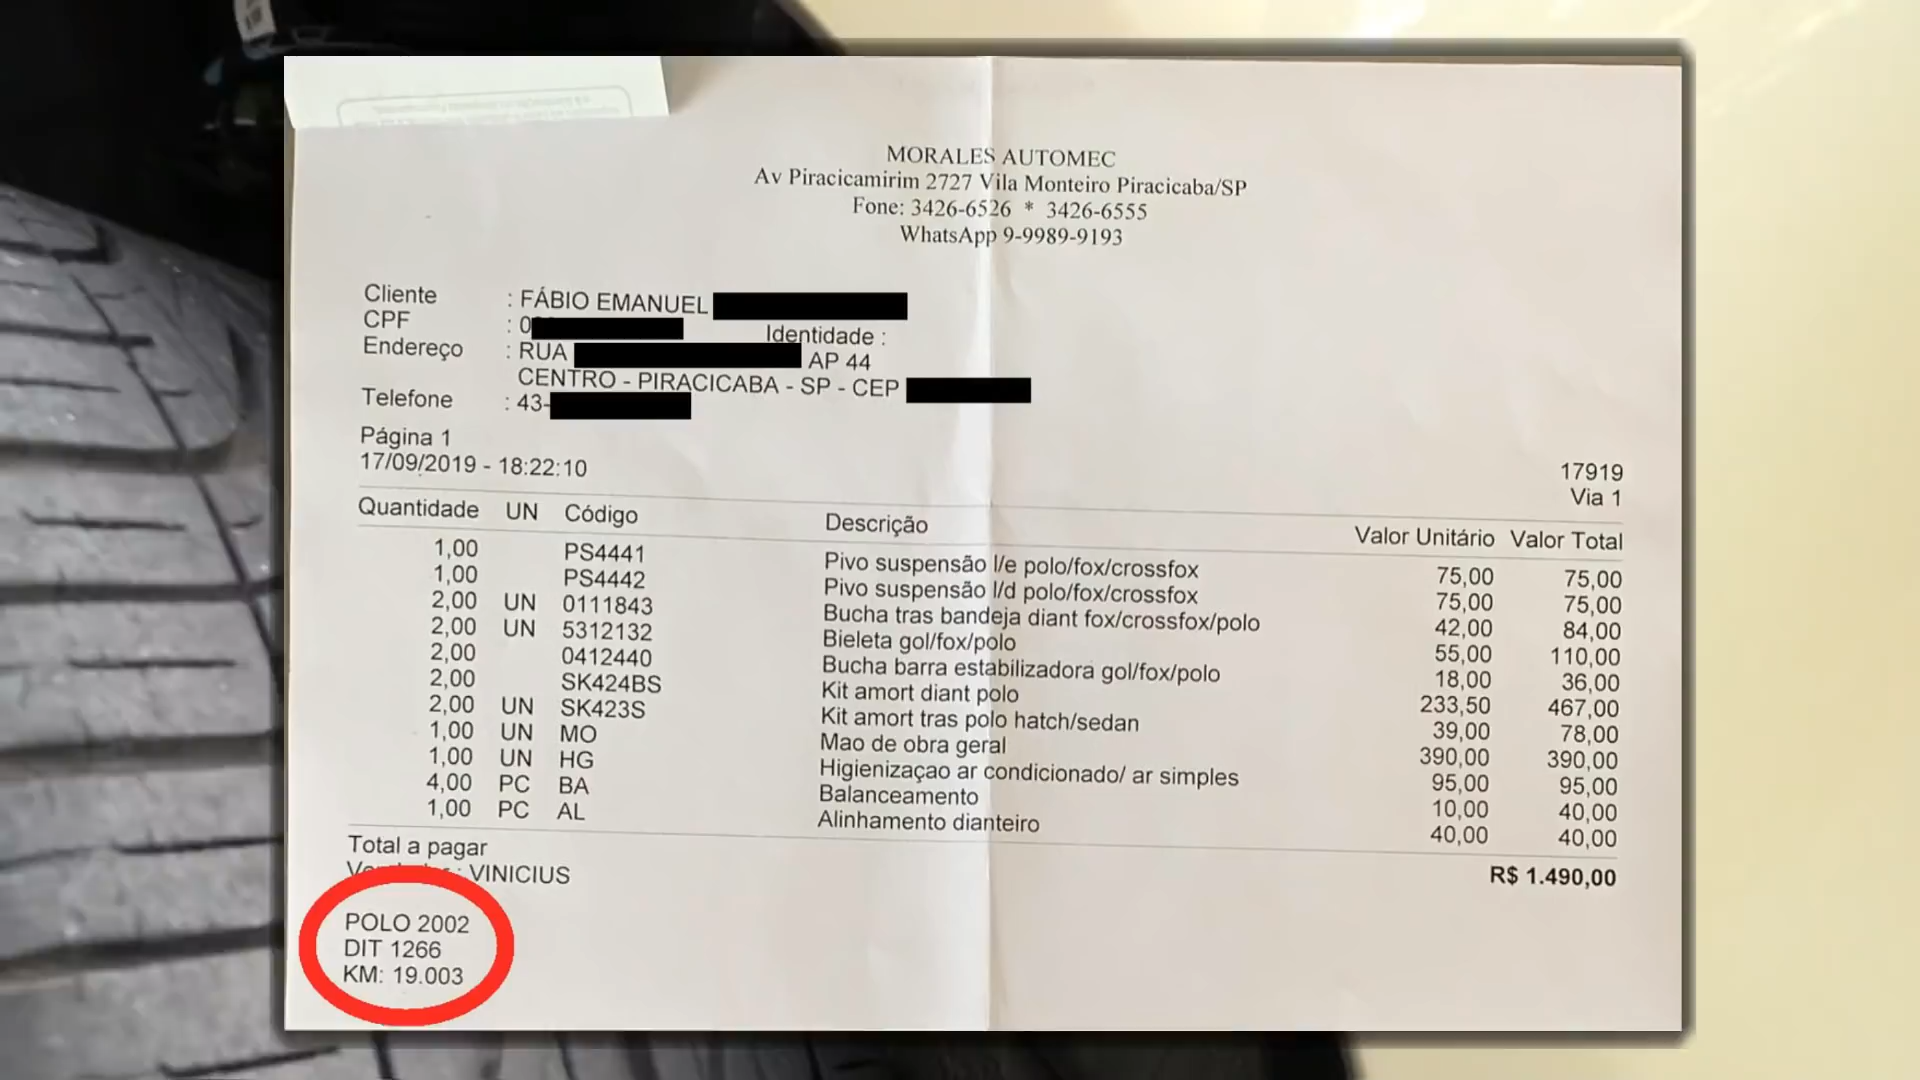 MORALES AUTOMEC
Av Piracicamirim 2727 Vila Monteiro Piracicaba/SP
Fone: 3426-6526 * 3426-6555
WhatsApp 9-9989-9193
Cliente : FÁBIO EMANUEL
CPF : 0 Identidade :
Endereço : RUA AP 44
CENTRO - PIRACICABA - SP - CEP
Telefone : 43-
Página 1
17/09/2019 - 18:22:10 17919
Via 1
Quantidade UN Código Descrição Valor Unitário Valor Total
1,00 PS4441 Pivo suspensão l/e polo/fox/crossfox 75,00 75,00
1,00 PS4442 Pivo suspensão l/d polo/fox/crossfox 75,00 75,00
2,00 UN 0111843 Bucha tras bandeja diant fox/crossfox/polo 42,00 84,00
2,00 UN 5312132 Bieleta gol/fox/polo 55,00 110,00
2,00 0412440 Bucha barra estabilizadora gol/fox/polo 18,00 36,00
2,00 SK424BS Kit amort diant polo 233,50 467,00
2,00 UN SK423S Kit amort tras polo hatch/sedan 39,00 78,00
1,00 UN MO Mao de obra geral 390,00 390,00
1,00 UN HG Higienizaçao ar condicionado/ ar simples 95,00 95,00
4,00 PC BA Balanceamento 10,00 40,00
1,00 PC AL Alinhamento dianteiro 40,00 40,00
Total a pagar R$ 1.490,00
: VINICIUS
POLO 2002
DIT 1266
KM: 19.003